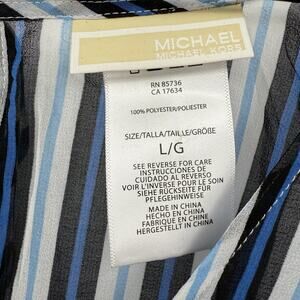 MICHAEL
MICHAEL KORS
RN 85736
CA 17634
100% POLYESTER/POLIESTER
SIZE/TALLA/TAILLE/GRÖßE
L/G
SEE REVERSE FOR CARE
INSTRUCCIONES DE
CUIDADO AL REVERSO
VOIR L'INVERSE POUR LE SOIN
SIEHE RÜCKSEITE FÜR
PFLEGEHINWEISE
MADE IN CHINA
HECHO EN CHINA
FABRIQUE EN CHINE
HERGESTELLT IN CHINA